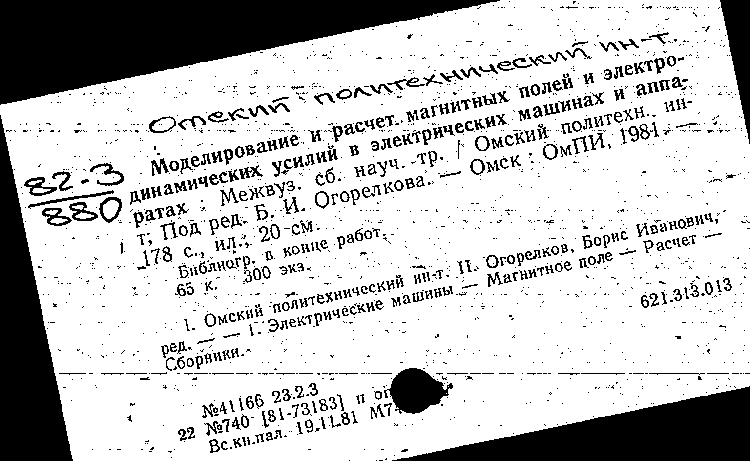 Омский политехнический ин-т.
82-3
880
Моделирование и расчет магнитных полей и электро-
динамических усилий в электрических машинах и аппа-
ратах : Межвуз. сб. науч. тр. / Омский политехн. ин-
т; Под ред. Б. И. Огорелкова. — Омск : ОмПИ, 1981. —
178 с., ил.; 20 см.
Библиогр. в конце работ.
65 к. 500 экз.
1. Омский политехнический ин-т. II. Огорелков, Борис Иванович,
ред. — — 1. Электрические машины — Магнитное поле — Расчет —
Сборники.
621.313.013
№41166 23.2.3
22 №740 [81-73183] п
Вс.кн.пал. 19.11.81